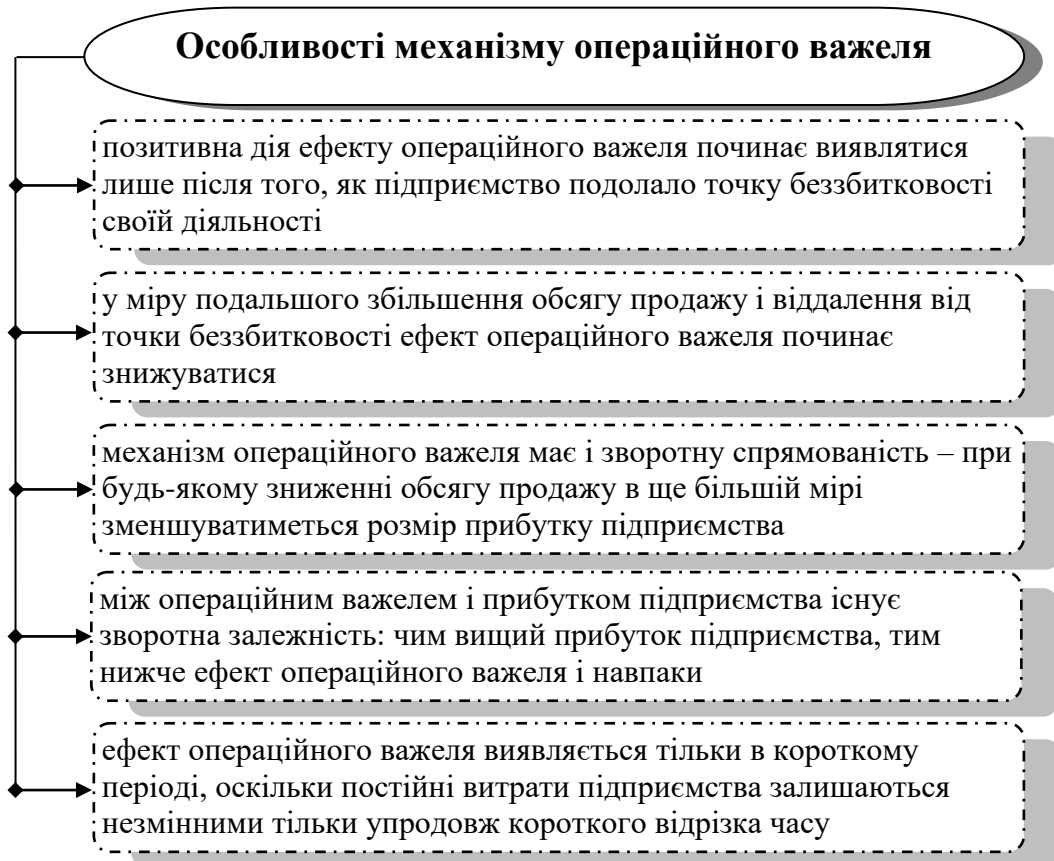 Особливості механізму операційного важеля
позитивна дія ефекту операційного важеля починає виявлятися
лише після того, як підприємство подолало точку беззбитковості
своїй діяльності
у міру подальшого збільшення обсягу продажу і віддалення від
точки беззбитковості ефект операційного важеля починає
знижуватися
механізм операційного важеля має і зворотну спрямованість – при
будь-якому зниженні обсягу продажу в ще більшій мірі
зменшуватиметься розмір прибутку підприємства
між операційним важелем і прибутком підприємства існує
зворотна залежність: чим вищий прибуток підприємства, тим
нижче ефект операційного важеля і навпаки
ефект операційного важеля виявляється тільки в короткому
періоді, оскільки постійні витрати підприємства залишаються
незмінними тільки упродовж короткого відрізка часу